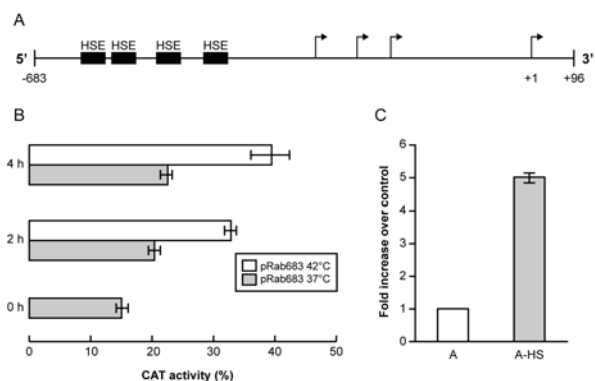 A
HSE HSE HSE HSE
5' 3'
-683 +1 +96
B
4 h
2 h
0 h
pRab683 42°C
pRab683 37°C
0 10 20 30 40 50
CAT activity (%)
C
Fold increase over control
6
5
4
3
2
1
0
A A-HS